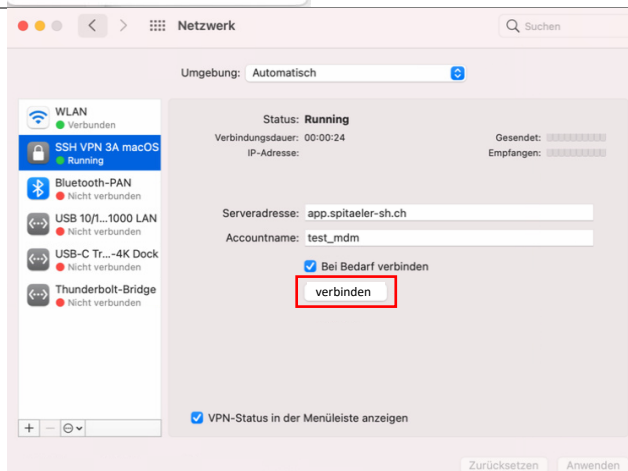 Netzwerk
Suchen
Umgebung: Automatisch
WLAN
Verbunden
SSH VPN 3A macOS
Running
Bluetooth-PAN
Nicht verbunden
USB 10/1...1000 LAN
Nicht verbunden
USB-C Tr...-4K Dock
Nicht verbunden
Thunderbolt-Bridge
Nicht verbunden
Status: Running
Verbindungsdauer: 00:00:24
Gesendet:
IP-Adresse:
Empfangen:
Serveradresse: app.spitaeler-sh.ch
Accountname: test_mdm
Bei Bedarf verbinden
verbinden
VPN-Status in der Menüleiste anzeigen
Zurücksetzen Anwenden